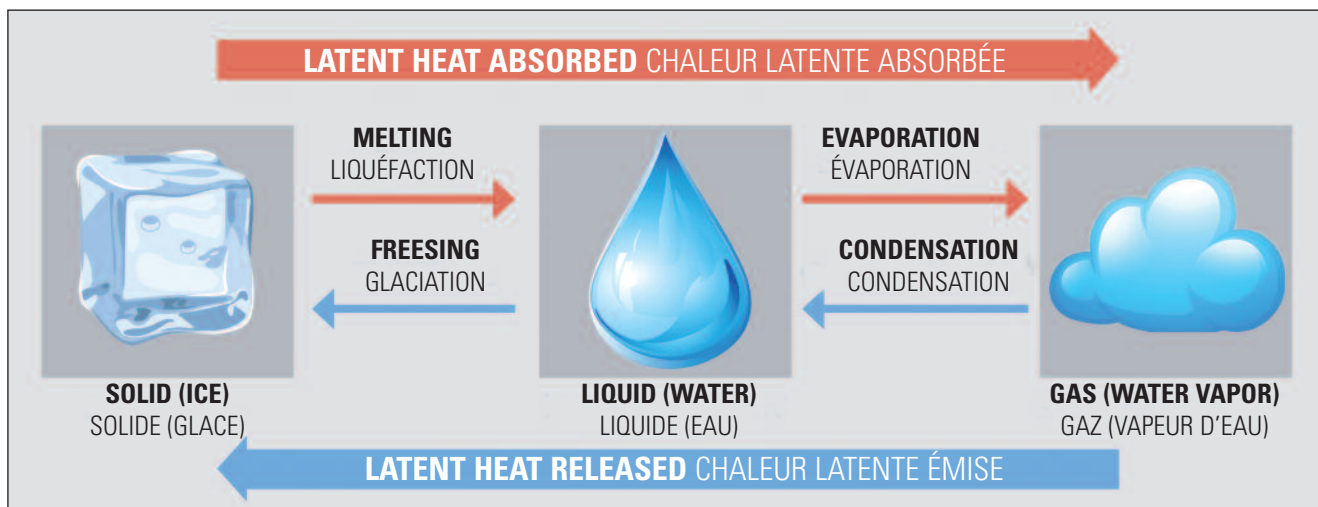 LATENT HEAT ABSORBED CHALEUR LATENTE ABSORBÉE
MELTING
LIQUÉFACTION
EVAPORATION
ÉVAPORATION
FREESING
GLACIATION
CONDENSATION
CONDENSATION
SOLID (ICE)
SOLIDE (GLACE)
LIQUID (WATER)
LIQUIDE (EAU)
GAS (WATER VAPOR)
GAZ (VAPEUR D'EAU)
LATENT HEAT RELEASED CHALEUR LATENTE ÉMISE